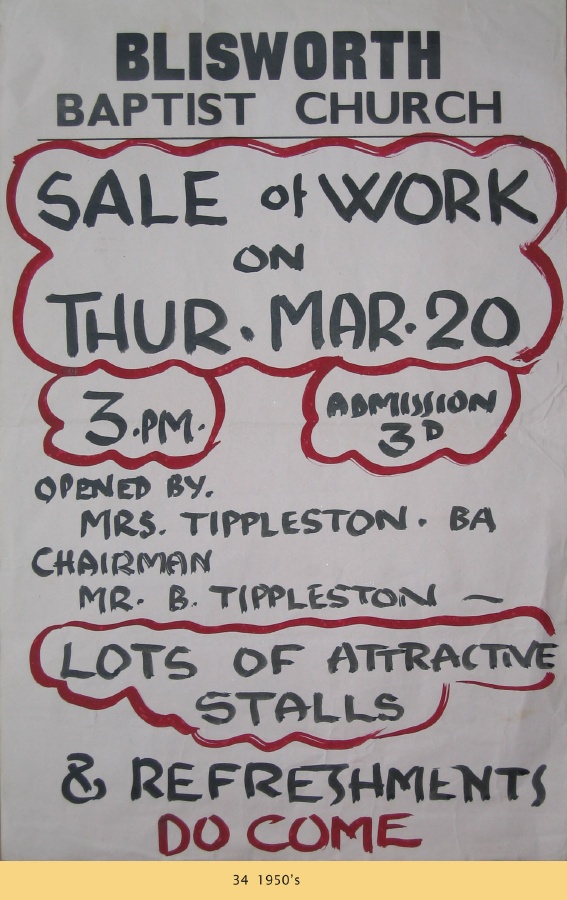 BLISWORTH
BAPTIST CHURCH
SALE of WORK
ON
THUR. MAR. 20
3.PM.
ADMISSION
3D
OPENED BY.
MRS. TIPPLESTON. BA
CHAIRMAN
MR. B. TIPPLESTON —
LOTS OF ATTRACTIVE
STALLS
& REFRESHMENTS
DO COME
34 1950's